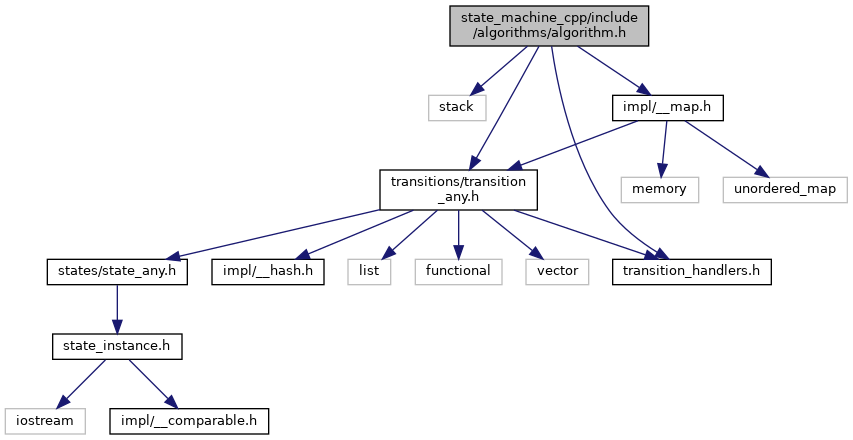 state_machine_cpp/include
/algorithms/algorithm.h
stack
impl/__map.h
transitions/transition
_any.h
memory
unordered_map
states/state_any.h
impl/__hash.h
list
functional
vector
transition_handlers.h
state_instance.h
iostream
impl/__comparable.h